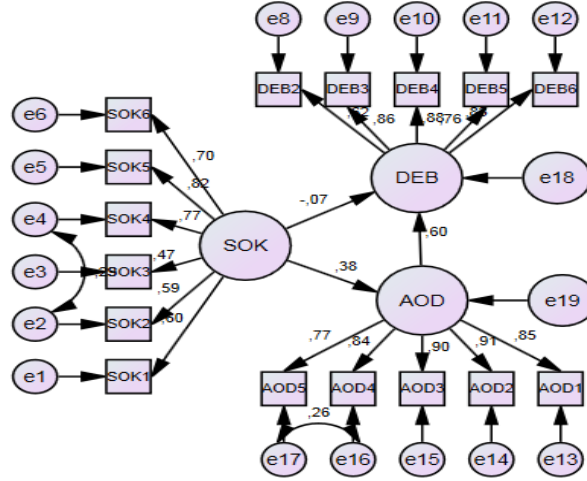 e8 e9 e10 e11 e12
DEB2 DEB3 DEB4 DEB5 DEB6
,86 ,88 ,76
e6 SOK6
,70
e5 SOK5
,82
DEB e18
e4 SOK4
,77
-,07
SOK
,60
e3 SOK3
,47
,38
,59
e2 SOK2
AOD e19
,60
e1 SOK1
,77 ,84 ,90 ,91 ,85
AOD5 AOD4 AOD3 AOD2 AOD1
,26
e17 e16 e15 e14 e13